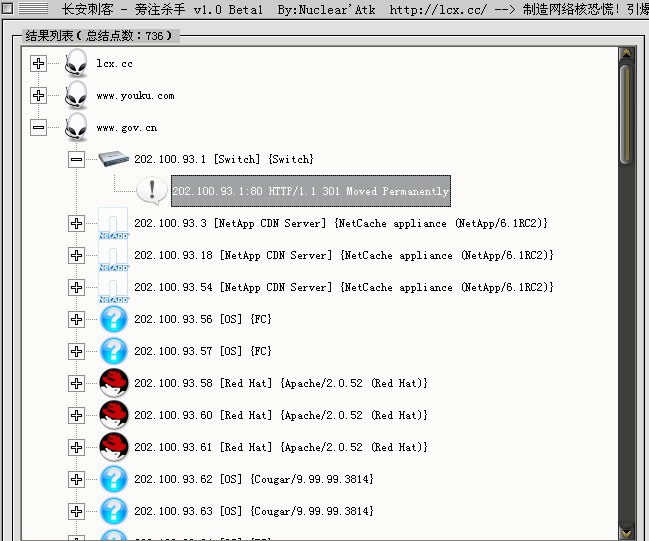 长安刺客 - 旁注杀手 v1.0 Beta1 By:Nuclear'Atk http://lcx.cc/ --> 制造网络核恐慌! 引爆
结果列表(总结点数:736)
lcx.cc
www.youku.com
www.gov.cn
202.100.93.1 [Switch] {Switch}
202.100.93.1:80 HTTP/1.1 301 Moved Permanently
202.100.93.3 [NetApp CDN Server] {NetCache appliance (NetApp/6.1RC2)}
NetApp
202.100.93.18 [NetApp CDN Server] {NetCache appliance (NetApp/6.1RC2)}
NetApp
202.100.93.54 [NetApp CDN Server] {NetCache appliance (NetApp/6.1RC2)}
NetApp
202.100.93.56 [OS] {FC}
202.100.93.57 [OS] {FC}
202.100.93.58 [Red Hat] {Apache/2.0.52 (Red Hat)}
202.100.93.60 [Red Hat] {Apache/2.0.52 (Red Hat)}
202.100.93.61 [Red Hat] {Apache/2.0.52 (Red Hat)}
202.100.93.62 [OS] {Cougar/9.99.99.3814}
202.100.93.63 [OS] {Cougar/9.99.99.3814}